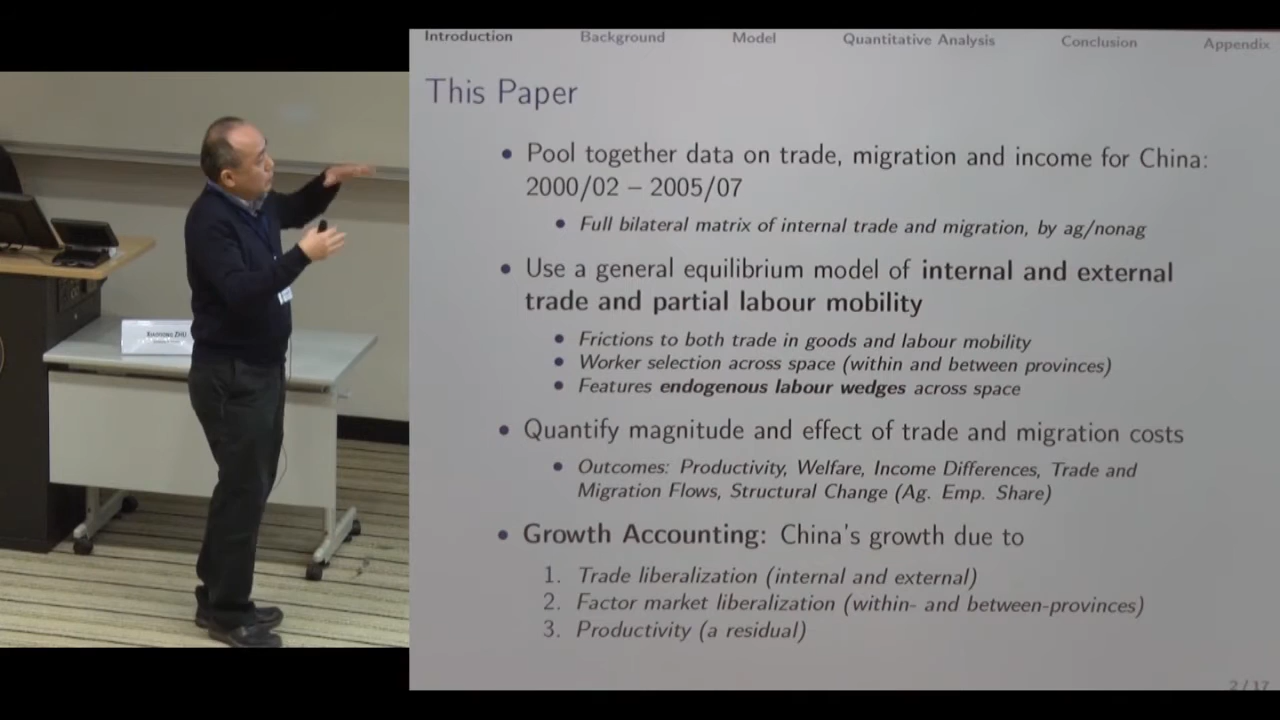 Introduction Background Model Quantitative Analysis Conclusion Appendix
This Paper
• Pool together data on trade, migration and income for China:
2000/02 – 2005/07
• Full bilateral matrix of internal trade and migration, by ag/nonag
• Use a general equilibrium model of internal and external
trade and partial labour mobility
• Frictions to both trade in goods and labour mobility
• Worker selection across space (within and between provinces)
• Features endogenous labour wedges across space
• Quantify magnitude and effect of trade and migration costs
• Outcomes: Productivity, Welfare, Income Differences, Trade and
Migration Flows, Structural Change (Ag. Emp. Share)
• Growth Accounting: China's growth due to
1. Trade liberalization (internal and external)
2. Factor market liberalization (within- and between-provinces)
3. Productivity (a residual)
2 / 17
ZHU